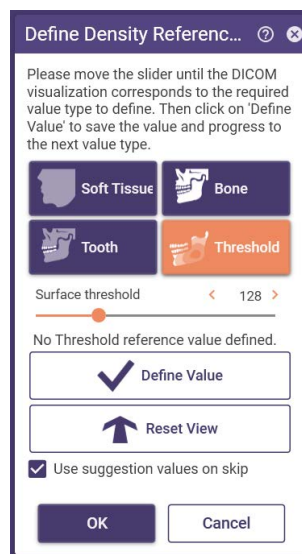 Define Density Referenc...
Please move the slider until the DICOM
visualization corresponds to the required
value type to define. Then click on 'Define
Value' to save the value and progress to
the next value type.
Soft Tissue
Bone
Tooth
Threshold
Surface threshold < 128 >
No Threshold reference value defined.
Define Value
Reset View
Use suggestion values on skip
OK
Cancel